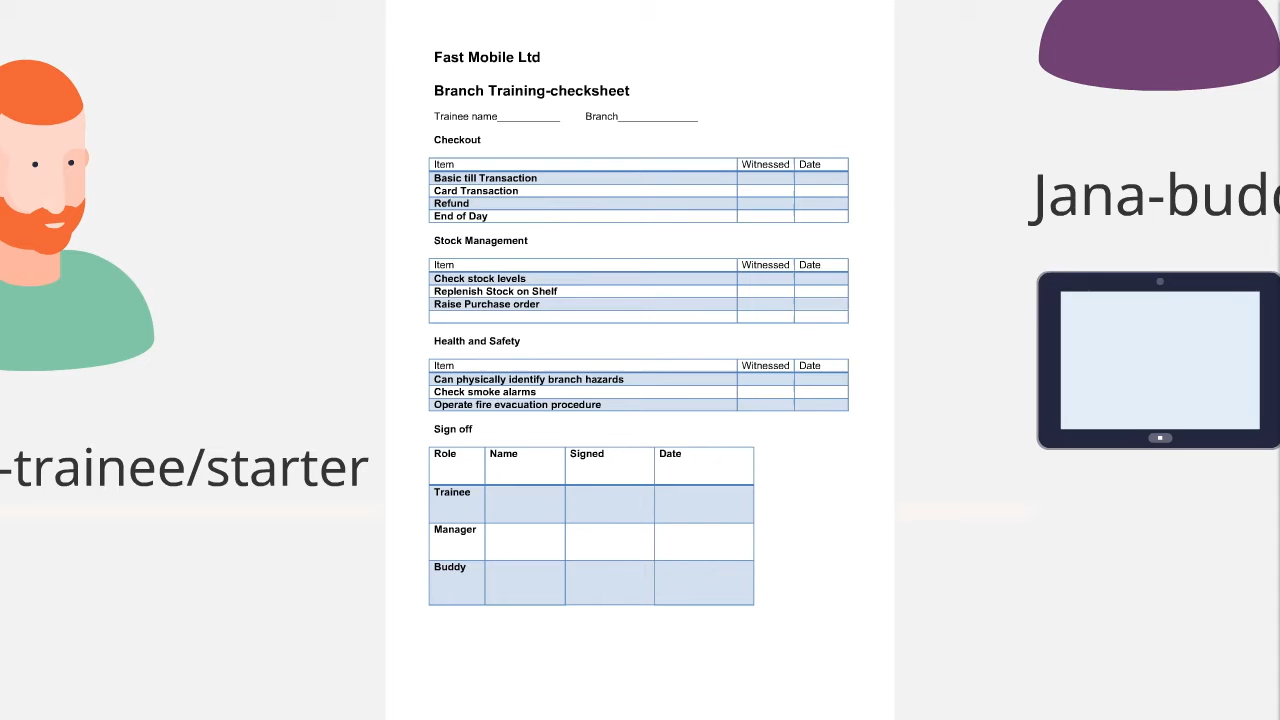 Fast Mobile Ltd
Branch Training-checksheet
Trainee name___________ Branch______________
Checkout
Item Witnessed Date
Basic till Transaction
Card Transaction
Refund
End of Day
Stock Management
Item Witnessed Date
Check stock levels
Replenish Stock on Shelf
Raise Purchase order
Health and Safety
Item Witnessed Date
Can physically identify branch hazards
Check smoke alarms
Operate fire evacuation procedure
Sign off
Role Name Signed Date
Trainee
Manager
Buddy
-trainee/starter
Jana-budd